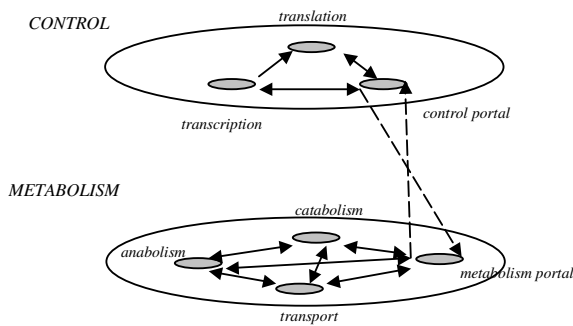 translation
CONTROL
control portal
transcription
METABOLISM
catabolism
anabolism
metabolism portal
transport